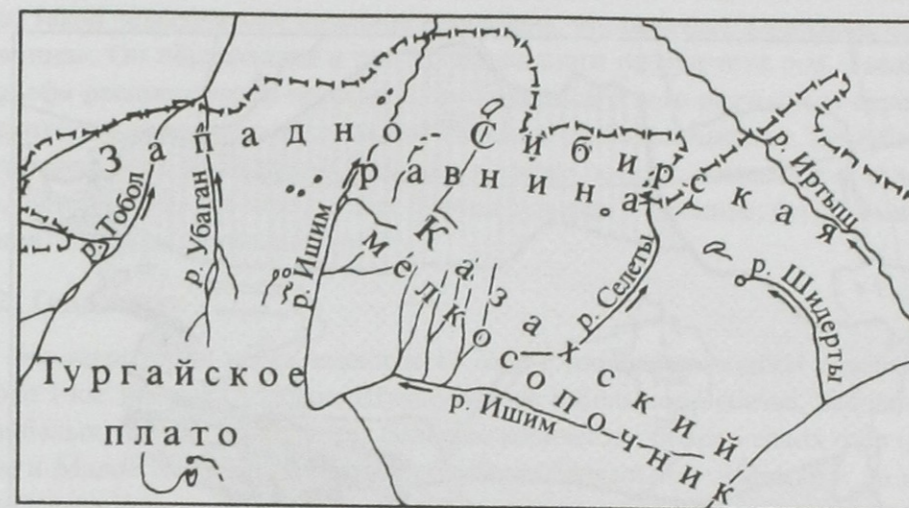 Западно-Сибирская
равнина
р. Тобол
р. Убаган
р. Ишим
р. Иртыш
р. Селеты
р. Шидерты
Казахский
мелкосопочник
Тургайское
плато
р. Ишим